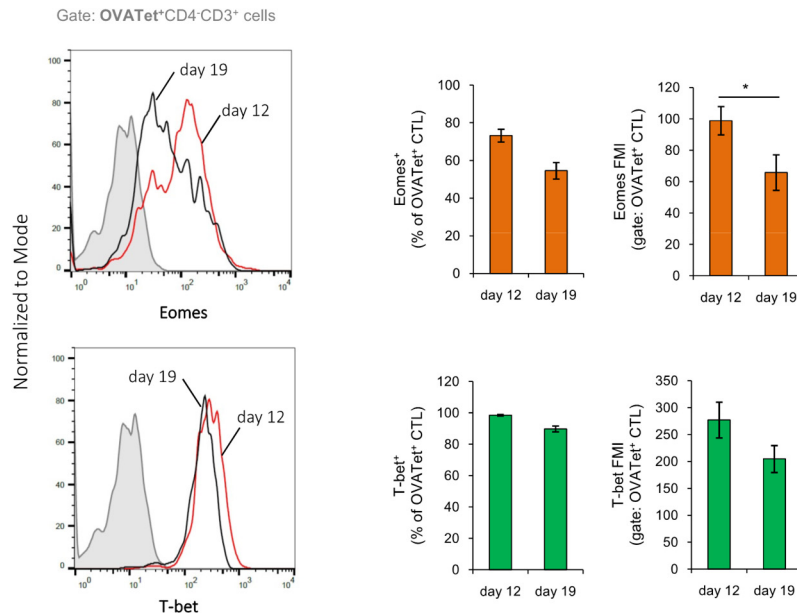 Gate: OVATet⁺CD4⁻CD3⁺ cells
Normalized to Mode
100
80
60
40
20
0
day 19
day 12
10⁰ 10¹ 10² 10³ 10⁴
Eomes
Eomes⁺
(% of OVATet⁺ CTL)
100
80
60
40
20
0
day 12 day 19
Eomes FMI
(gate: OVATet⁺ CTL)
120
100
80
60
40
20
0
*
day 12 day 19
100
80
60
40
20
0
day 19
day 12
10⁰ 10¹ 10² 10³ 10⁴
T-bet
T-bet⁺
(% of OVATet⁺ CTL)
120
100
80
60
40
20
0
day 12 day 19
T-bet FMI
(gate: OVATet⁺ CTL)
350
300
250
200
150
100
50
0
day 12 day 19